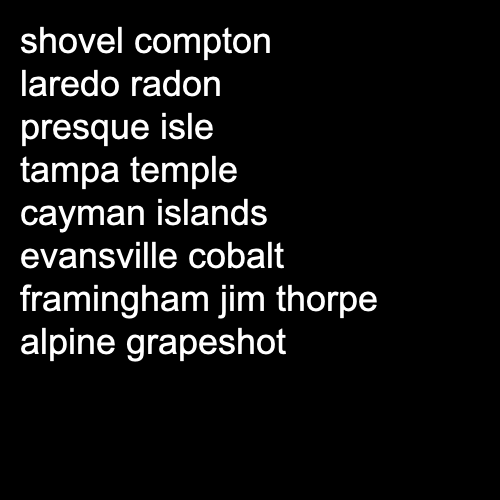 shovel compton
laredo radon
presque isle
tampa temple
cayman islands
evansville cobalt
framingham jim thorpe
alpine grapeshot